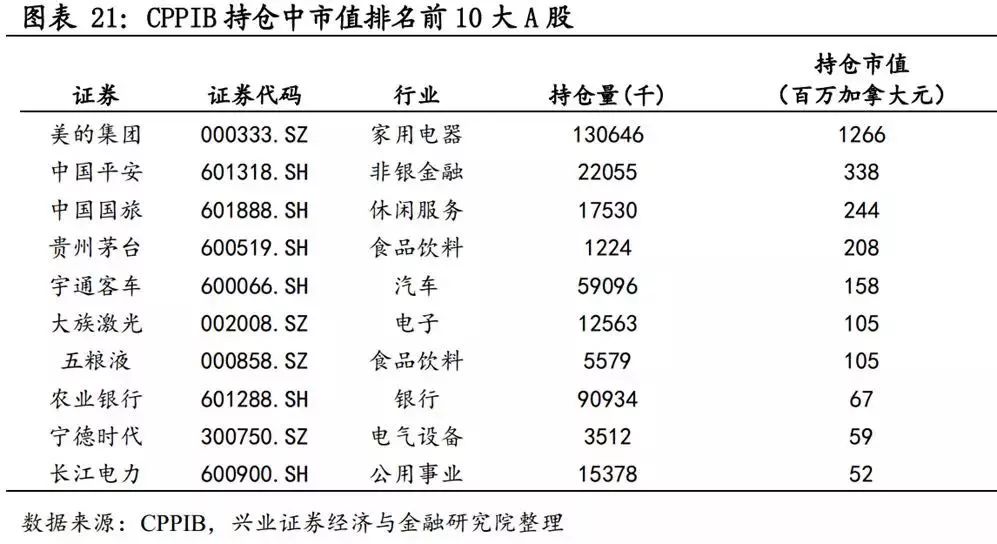 图表 21：CPPIB 持仓中市值排名前 10 大 A 股
证券 证券代码 行业 持仓量(千) 持仓市值（百万加拿大元）
美的集团 000333.SZ 家用电器 130646 1266
中国平安 601318.SH 非银金融 22055 338
中国国旅 601888.SH 休闲服务 17530 244
贵州茅台 600519.SH 食品饮料 1224 208
宇通客车 600066.SH 汽车 59096 158
大族激光 002008.SZ 电子 12563 105
五粮液 000858.SZ 食品饮料 5579 105
农业银行 601288.SH 银行 90934 67
宁德时代 300750.SZ 电气设备 3512 59
长江电力 600900.SH 公用事业 15378 52
数据来源：CPPIB，兴业证券经济与金融研究院整理